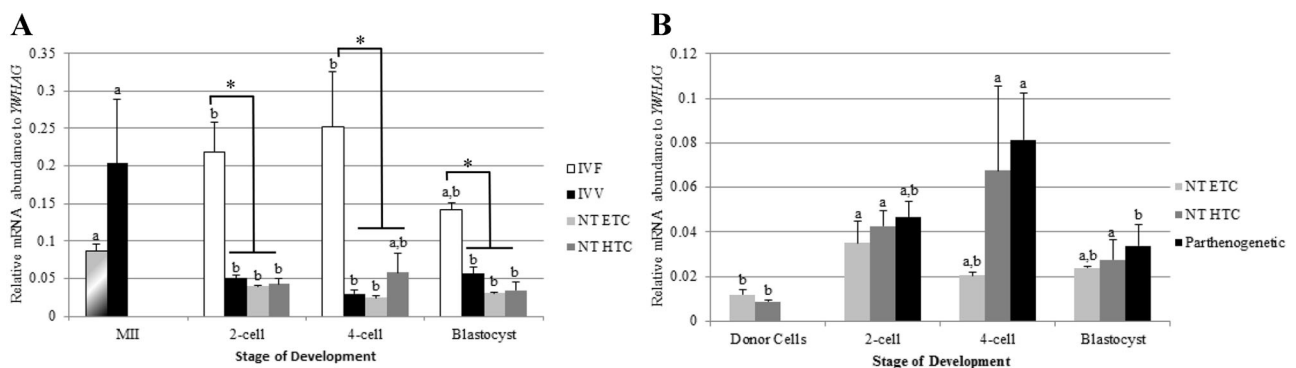 A
Relative mRNA abundance to YWHAG
0.35
0.3
0.25
0.2
0.15
0.1
0.05
0
a
a
b
*
b
b
b
b
*
b
b
a,b
*
a,b
b
b
b
MII
2-cell
4-cell
Blastocyst
Stage of Development
IVF
IVV
NT ETC
NT HTC
B
Relative mRNA abundance to YWHAG
0.12
0.1
0.08
0.06
0.04
0.02
0
b
b
a
a
a,b
a,b
a
a
a,b
a
b
Donor Cells
2-cell
4-cell
Blastocyst
Stage of Development
NT ETC
NT HTC
Parthenogenetic